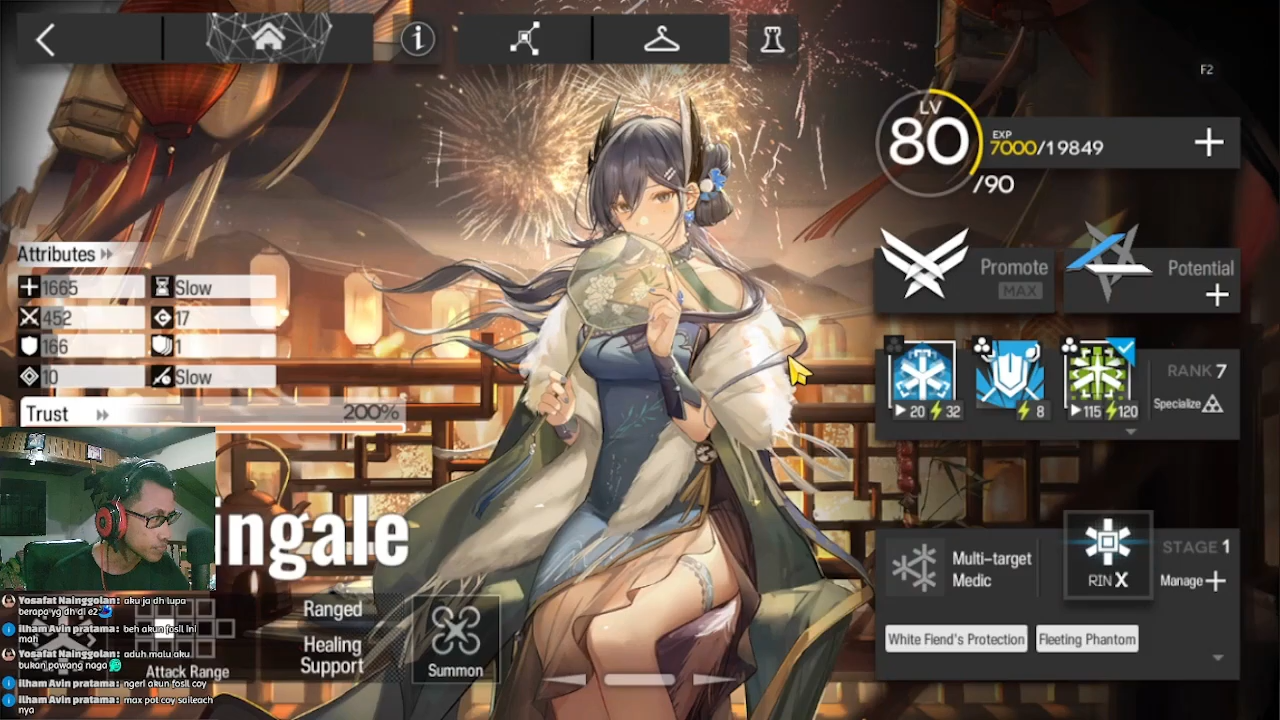 F2
LV
80
/90
EXP
7000/19849
Attributes
1665
Slow
452
17
166
1
10
Slow
Trust
200%
Promote
MAX
Potential
20 32
8
115 120
RANK 7
Specialize
ingale
Ranged
Healing
Support
Attack Range
Summon
Multi-target
Medic
RIN X
STAGE 1
Manage
White Fiend's Protection
Fleeting Phantom
Yosafat Nainggolan: aku ja dh lupa
berapa yg dh di e2
Ilham Avin pratama: beh akun fosil ini
mah
Yosafat Nainggolan: aduh malu aku
bukan pawang naga
Ilham Avin pratama: ngeri akun fosil coy
Ilham Avin pratama: max pot coy saileach
nya